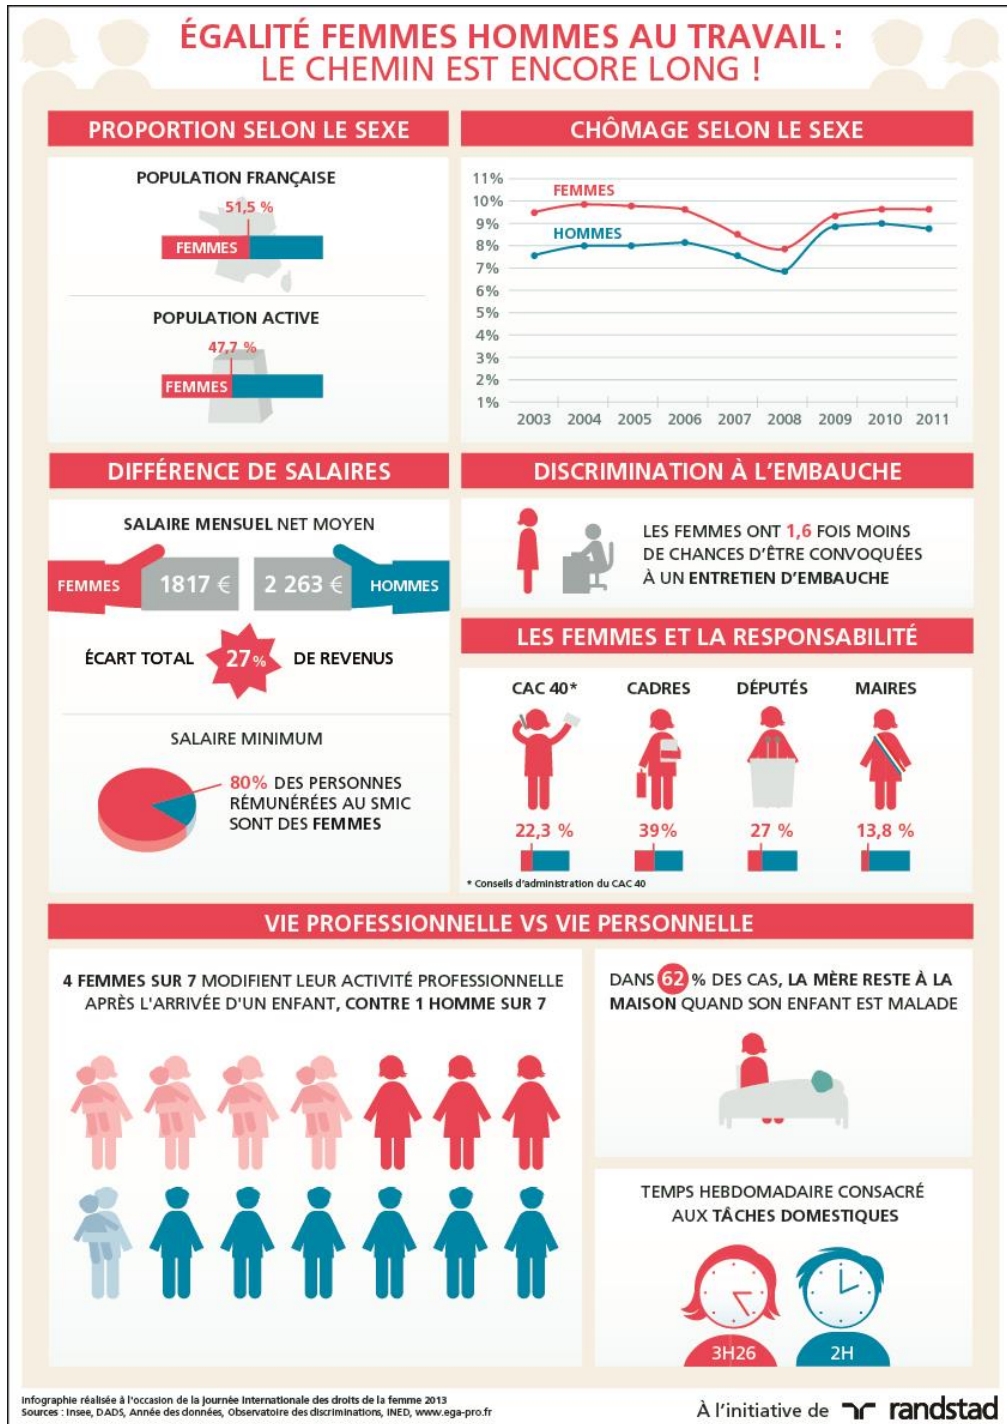 ÉGALITÉ FEMMES HOMMES AU TRAVAIL :
LE CHEMIN EST ENCORE LONG !
PROPORTION SELON LE SEXE
POPULATION FRANÇAISE
51,5 %
FEMMES
POPULATION ACTIVE
47,7 %
FEMMES
CHÔMAGE SELON LE SEXE
11%
10%
9%
8%
7%
6%
5%
4%
3%
2%
1%
FEMMES
HOMMES
2003 2004 2005 2006 2007 2008 2009 2010 2011
DIFFÉRENCE DE SALAIRES
SALAIRE MENSUEL NET MOYEN
FEMMES 1817 € 2 263 € HOMMES
ÉCART TOTAL 27% DE REVENUS
SALAIRE MINIMUM
80% DES PERSONNES
RÉMUNÉRÉES AU SMIC
SONT DES FEMMES
DISCRIMINATION À L'EMBAUCHE
LES FEMMES ONT 1,6 FOIS MOINS
DE CHANCES D'ÊTRE CONVOQUÉES
À UN ENTRETIEN D'EMBAUCHE
LES FEMMES ET LA RESPONSABILITÉ
CAC 40* CADRES DÉPUTÉS MAIRES
22,3 % 39% 27 % 13,8 %
* Conseils d'administration du CAC 40
VIE PROFESSIONNELLE VS VIE PERSONNELLE
4 FEMMES SUR 7 MODIFIENT LEUR ACTIVITÉ PROFESSIONNELLE
APRÈS L'ARRIVÉE D'UN ENFANT, CONTRE 1 HOMME SUR 7
DANS 62 % DES CAS, LA MÈRE RESTE À LA
MAISON QUAND SON ENFANT EST MALADE
TEMPS HEBDOMADAIRE CONSACRÉ
AUX TÂCHES DOMESTIQUES
3H26 2H
Infographie réalisée à l'occasion de la Journée Internationale des droits de la femme 2013
Sources : Insee, DADS, Année des données, Observatoire des discriminations, INED, www.ega-pro.fr
À l'initiative de randstad